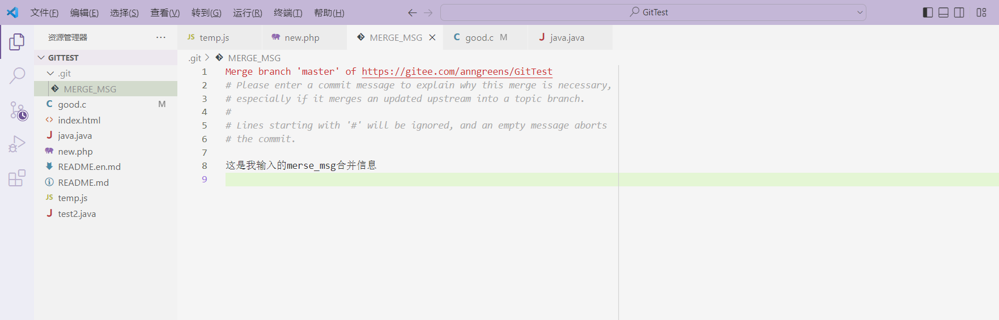 文件(F) 编辑(E) 选择(S) 查看(V) 转到(G) 运行(R) 终端(T) 帮助(H) GitTest
资源管理器 ...
JS temp.js new.php MERGE_MSG C good.c M J java.java
GITTEST
.git
MERGE_MSG
C good.c M
index.html
J java.java
new.php
README.en.md
README.md
JS temp.js
J test2.java
.git > MERGE_MSG
1 Merge branch 'master' of https://gitee.com/anngreens/GitTest
2 # Please enter a commit message to explain why this merge is necessary,
3 # especially if it merges an updated upstream into a topic branch.
4 #
5 # Lines starting with '#' will be ignored, and an empty message aborts
6 # the commit.
7
8 这是我输入的merse_msg合并信息
9